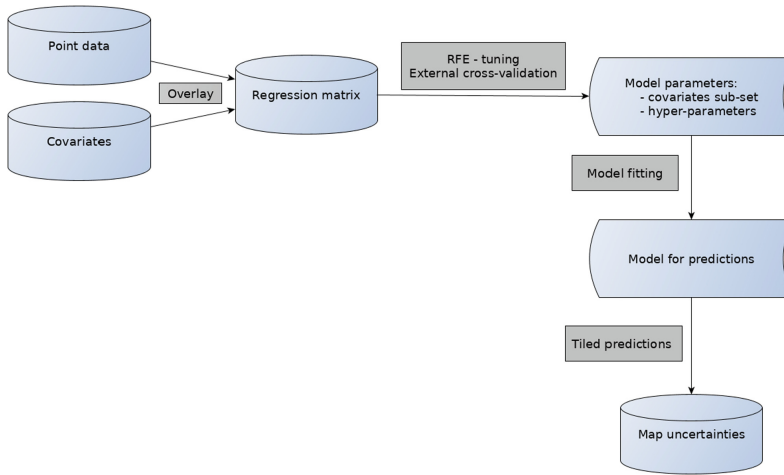 Point data
Overlay
Covariates
Regression matrix
RFE - tuning
External cross-validation
Model parameters:
- covariates sub-set
- hyper-parameters
Model fitting
Model for predictions
Tiled predictions
Map uncertainties